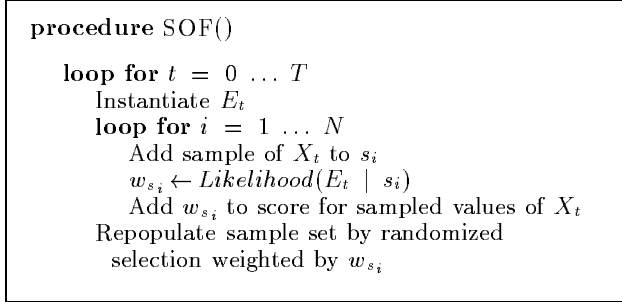 procedure SOF()
loop for t = 0 ... T
Instantiate E_t
loop for i = 1 ... N
Add sample of X_t to s_i
w_{s_i} ← Likelihood(E_t | s_i)
Add w_{s_i} to score for sampled values of X_t
Repopulate sample set by randomized
selection weighted by w_{s_i}